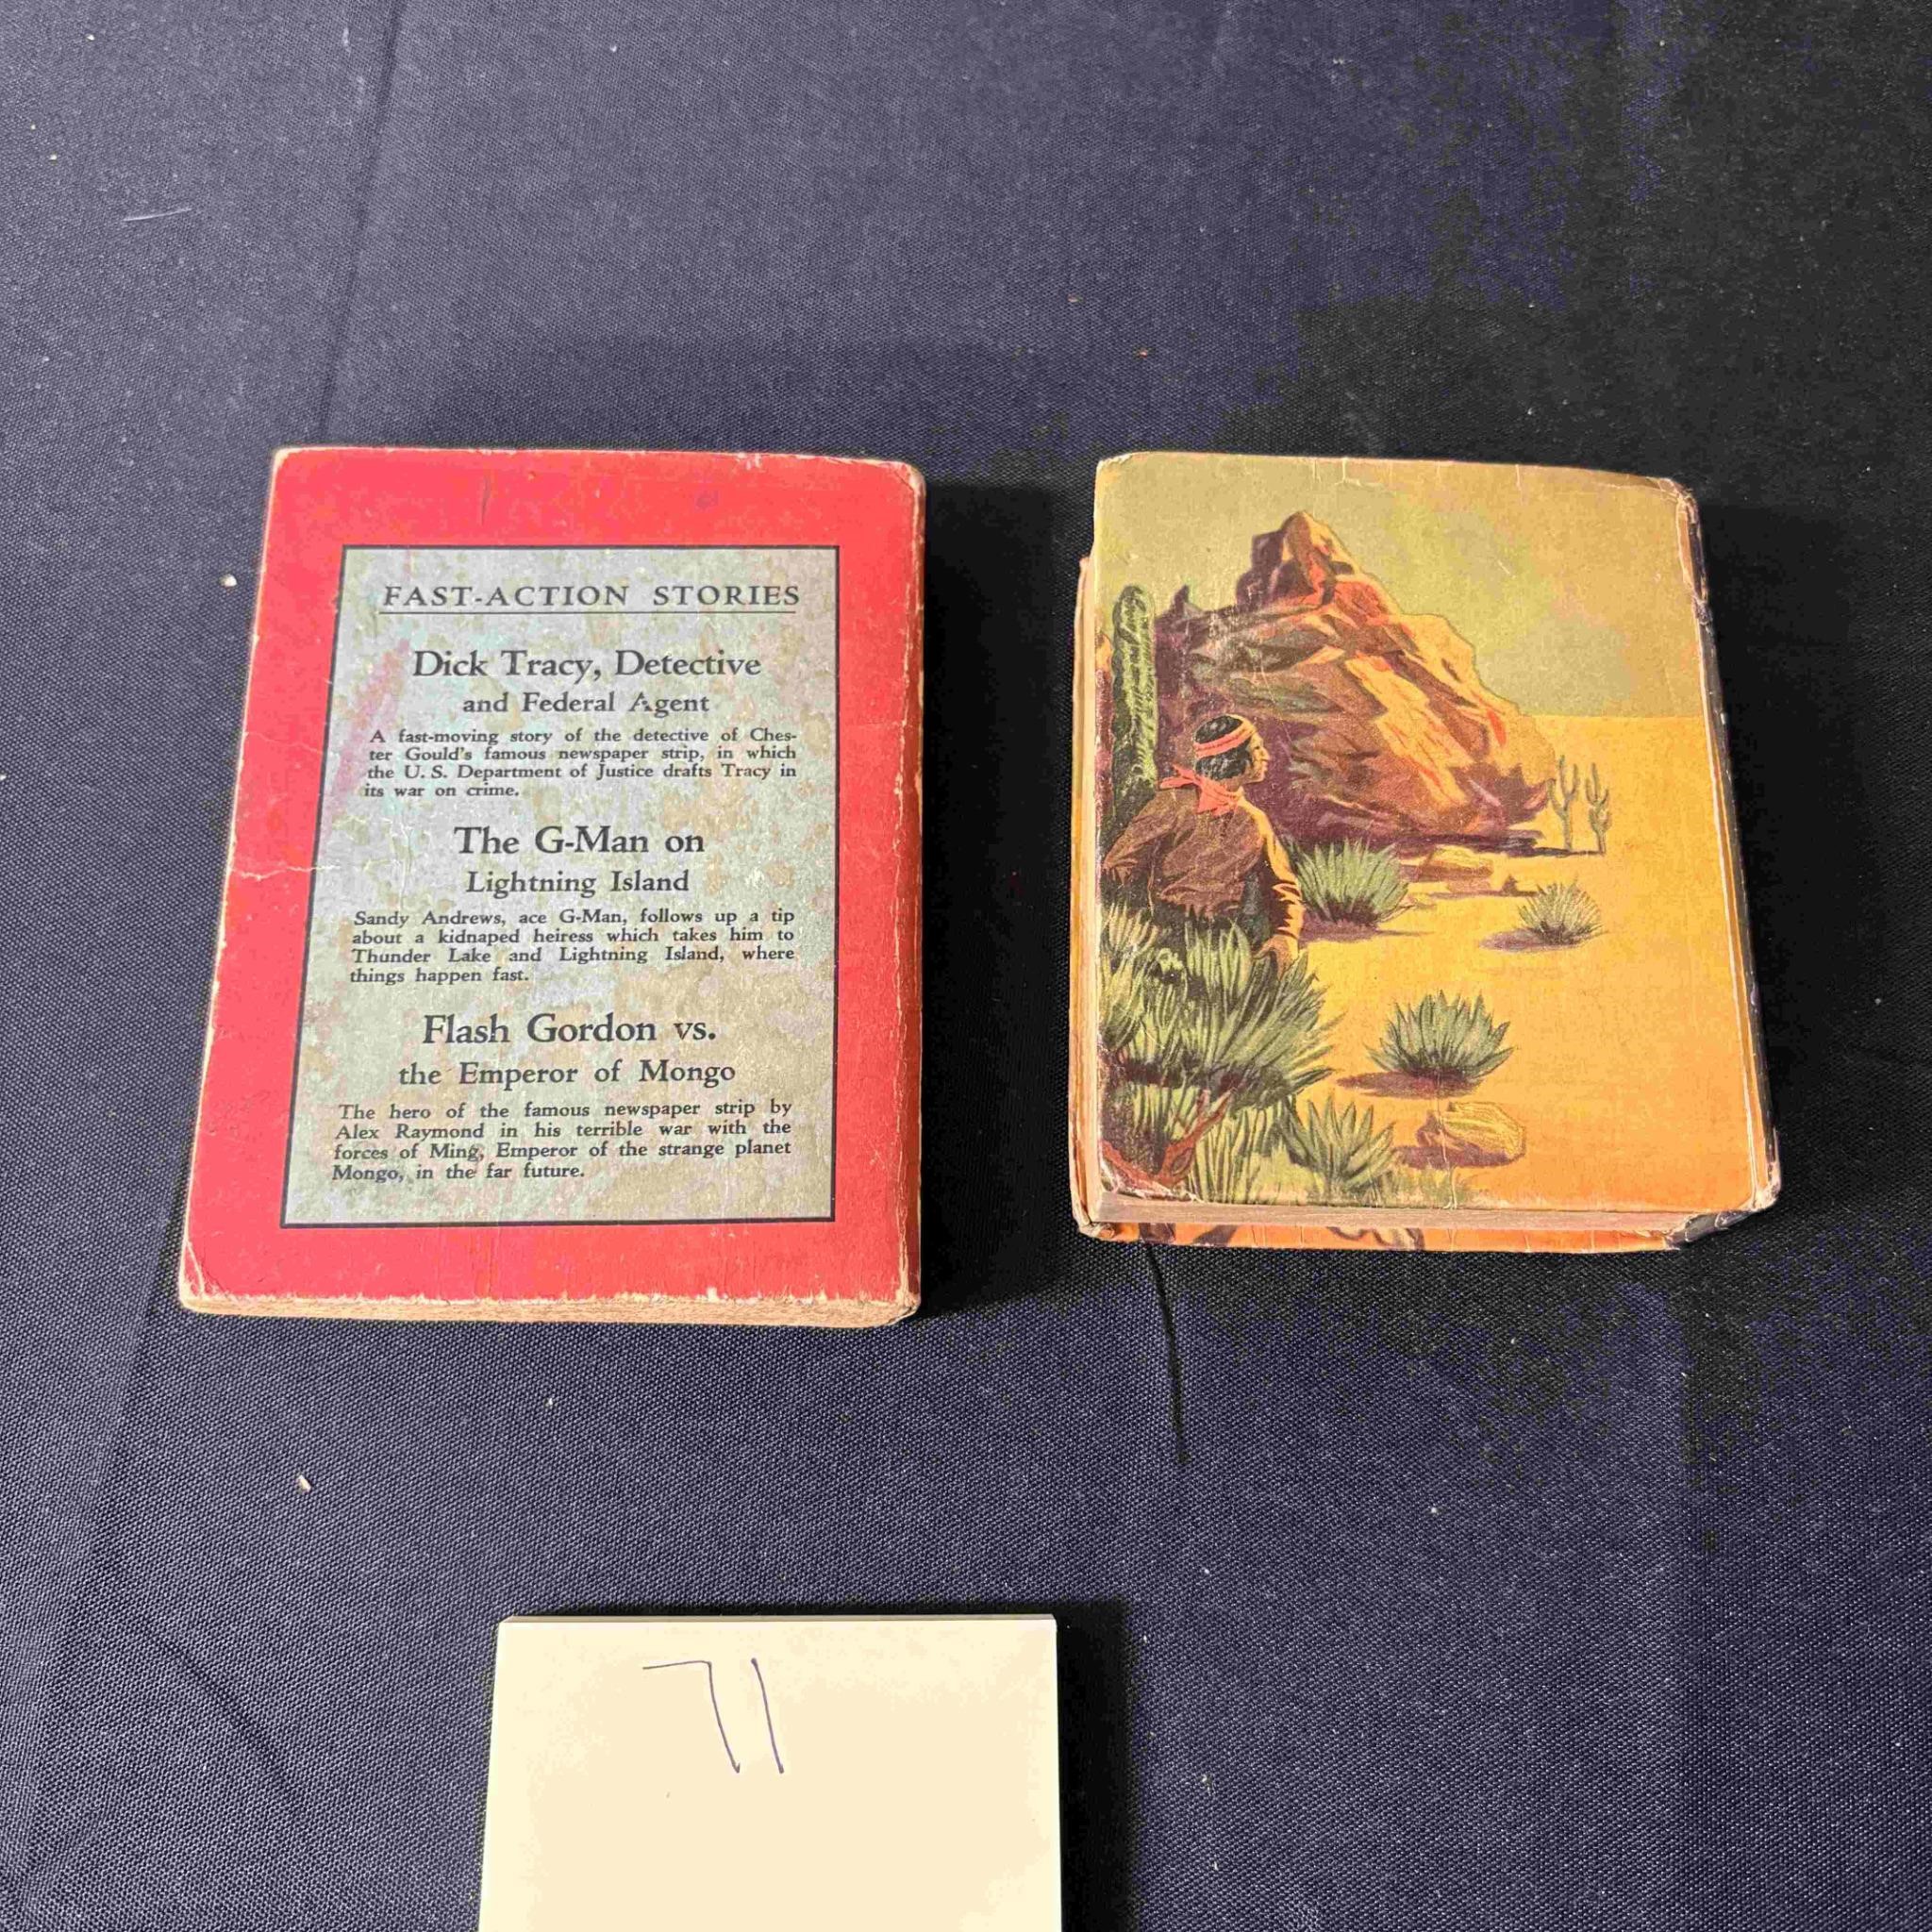 FAST-ACTION STORIES
Dick Tracy, Detective
and Federal Agent
A fast-moving story of the detective of Ches-
ter Gould's famous newspaper strip, in which
the U. S. Department of Justice drafts Tracy in
its war on crime.
The G-Man on
Lightning Island
Sandy Andrews, ace G-Man, follows up a tip
about a kidnaped heiress which takes him to
Thunder Lake and Lightning Island, where
things happen fast.
Flash Gordon vs.
the Emperor of Mongo
The hero of the famous newspaper strip by
Alex Raymond in his terrible war with the
forces of Ming, Emperor of the strange planet
Mongo, in the far future.
71